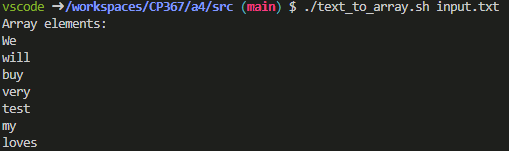 vscode ➜/workspaces/CP367/a4/src (main) $ ./text_to_array.sh input.txt
Array elements:
We
will
buy
very
test
my
loves